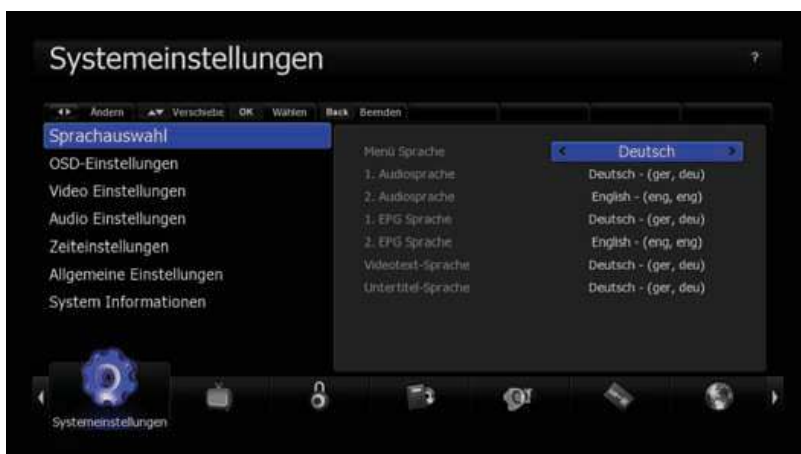 Systemeinstellungen
?
Ändern Verschiebe OK Wählen Back Beenden
Sprachauswahl
OSD-Einstellungen
Video Einstellungen
Audio Einstellungen
Zeiteinstellungen
Allgemeine Einstellungen
System Informationen
Menü Sprache < Deutsch >
1. Audiosprache Deutsch - (ger, deu)
2. Audiosprache English - (eng, eng)
1. EPG Sprache Deutsch - (ger, deu)
2. EPG Sprache English - (eng, eng)
Videotext-Sprache Deutsch - (ger, deu)
Untertitel-Sprache Deutsch - (ger, deu)
Systemeinstellungen